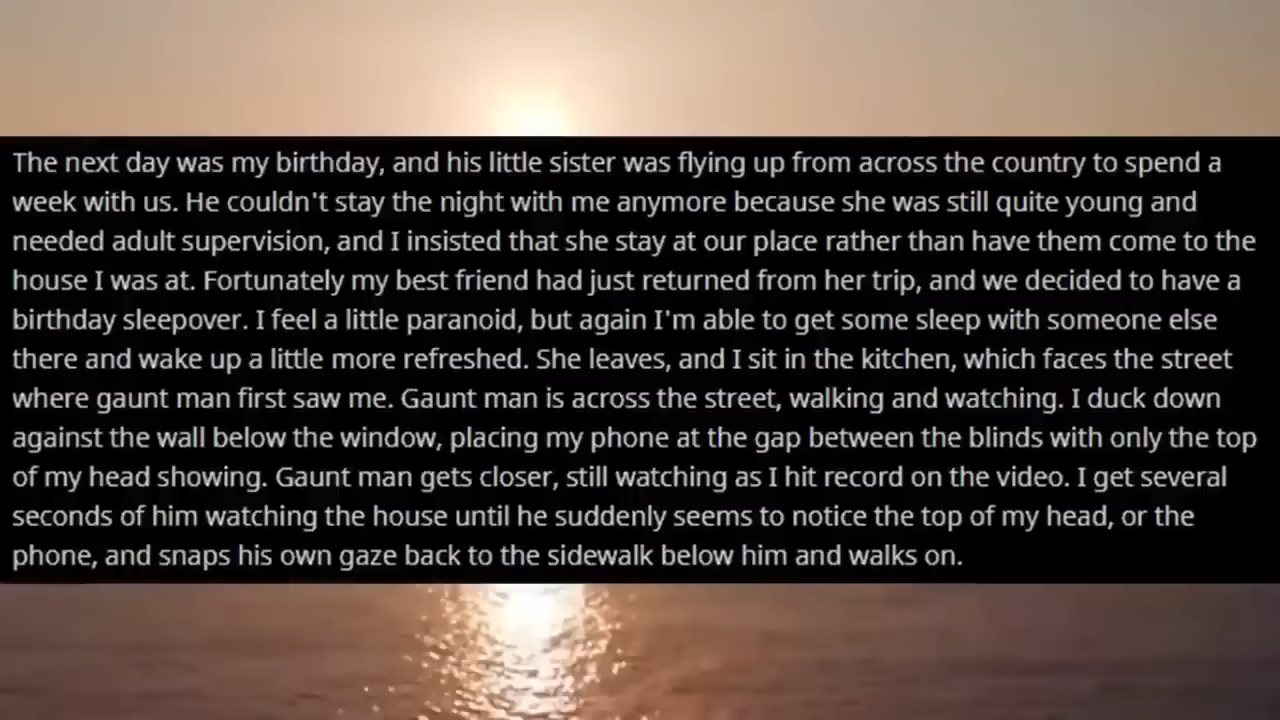 The next day was my birthday, and his little sister was flying up from across the country to spend a
week with us. He couldn't stay the night with me anymore because she was still quite young and
needed adult supervision, and I insisted that she stay at our place rather than have them come to the
house I was at. Fortunately my best friend had just returned from her trip, and we decided to have a
birthday sleepover. I feel a little paranoid, but again I'm able to get some sleep with someone else
there and wake up a little more refreshed. She leaves, and I sit in the kitchen, which faces the street
where gaunt man first saw me. Gaunt man is across the street, walking and watching. I duck down
against the wall below the window, placing my phone at the gap between the blinds with only the top
of my head showing. Gaunt man gets closer, still watching as I hit record on the video. I get several
seconds of him watching the house until he suddenly seems to notice the top of my head, or the
phone, and snaps his own gaze back to the sidewalk below him and walks on.